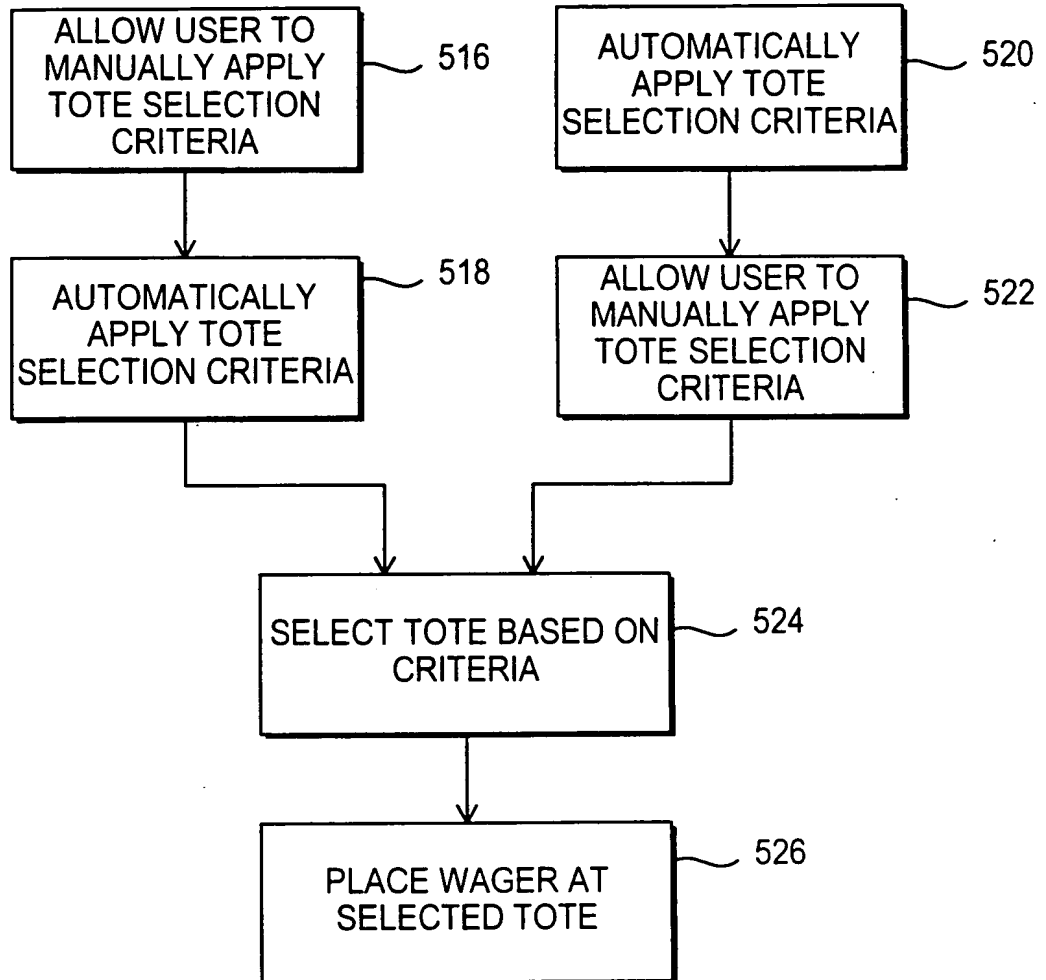 ALLOW USER TO
MANUALLY APPLY
TOTE SELECTION
CRITERIA
516
AUTOMATICALLY
APPLY TOTE
SELECTION CRITERIA
520
AUTOMATICALLY
APPLY TOTE
SELECTION CRITERIA
518
ALLOW USER TO
MANUALLY APPLY
TOTE SELECTION
CRITERIA
522
SELECT TOTE BASED ON
CRITERIA
524
PLACE WAGER AT
SELECTED TOTE
526